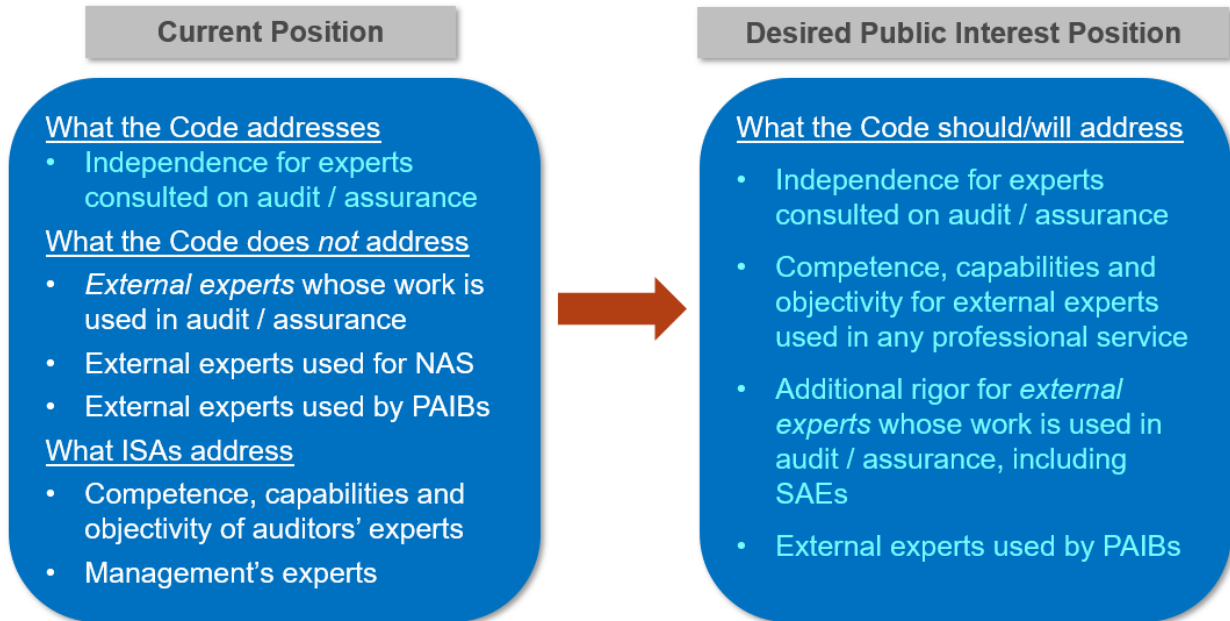 Current Position
What the Code addresses
• Independence for experts
consulted on audit / assurance
What the Code does not address
• External experts whose work is
used in audit / assurance
• External experts used for NAS
• External experts used by PAIBs
What ISAs address
• Competence, capabilities and
objectivity of auditors' experts
• Management's experts
Desired Public Interest Position
What the Code should/will address
• Independence for experts
consulted on audit / assurance
• Competence, capabilities and
objectivity for external experts
used in any professional service
• Additional rigor for external
experts whose work is used in
audit / assurance, including
SAEs
• External experts used by PAIBs